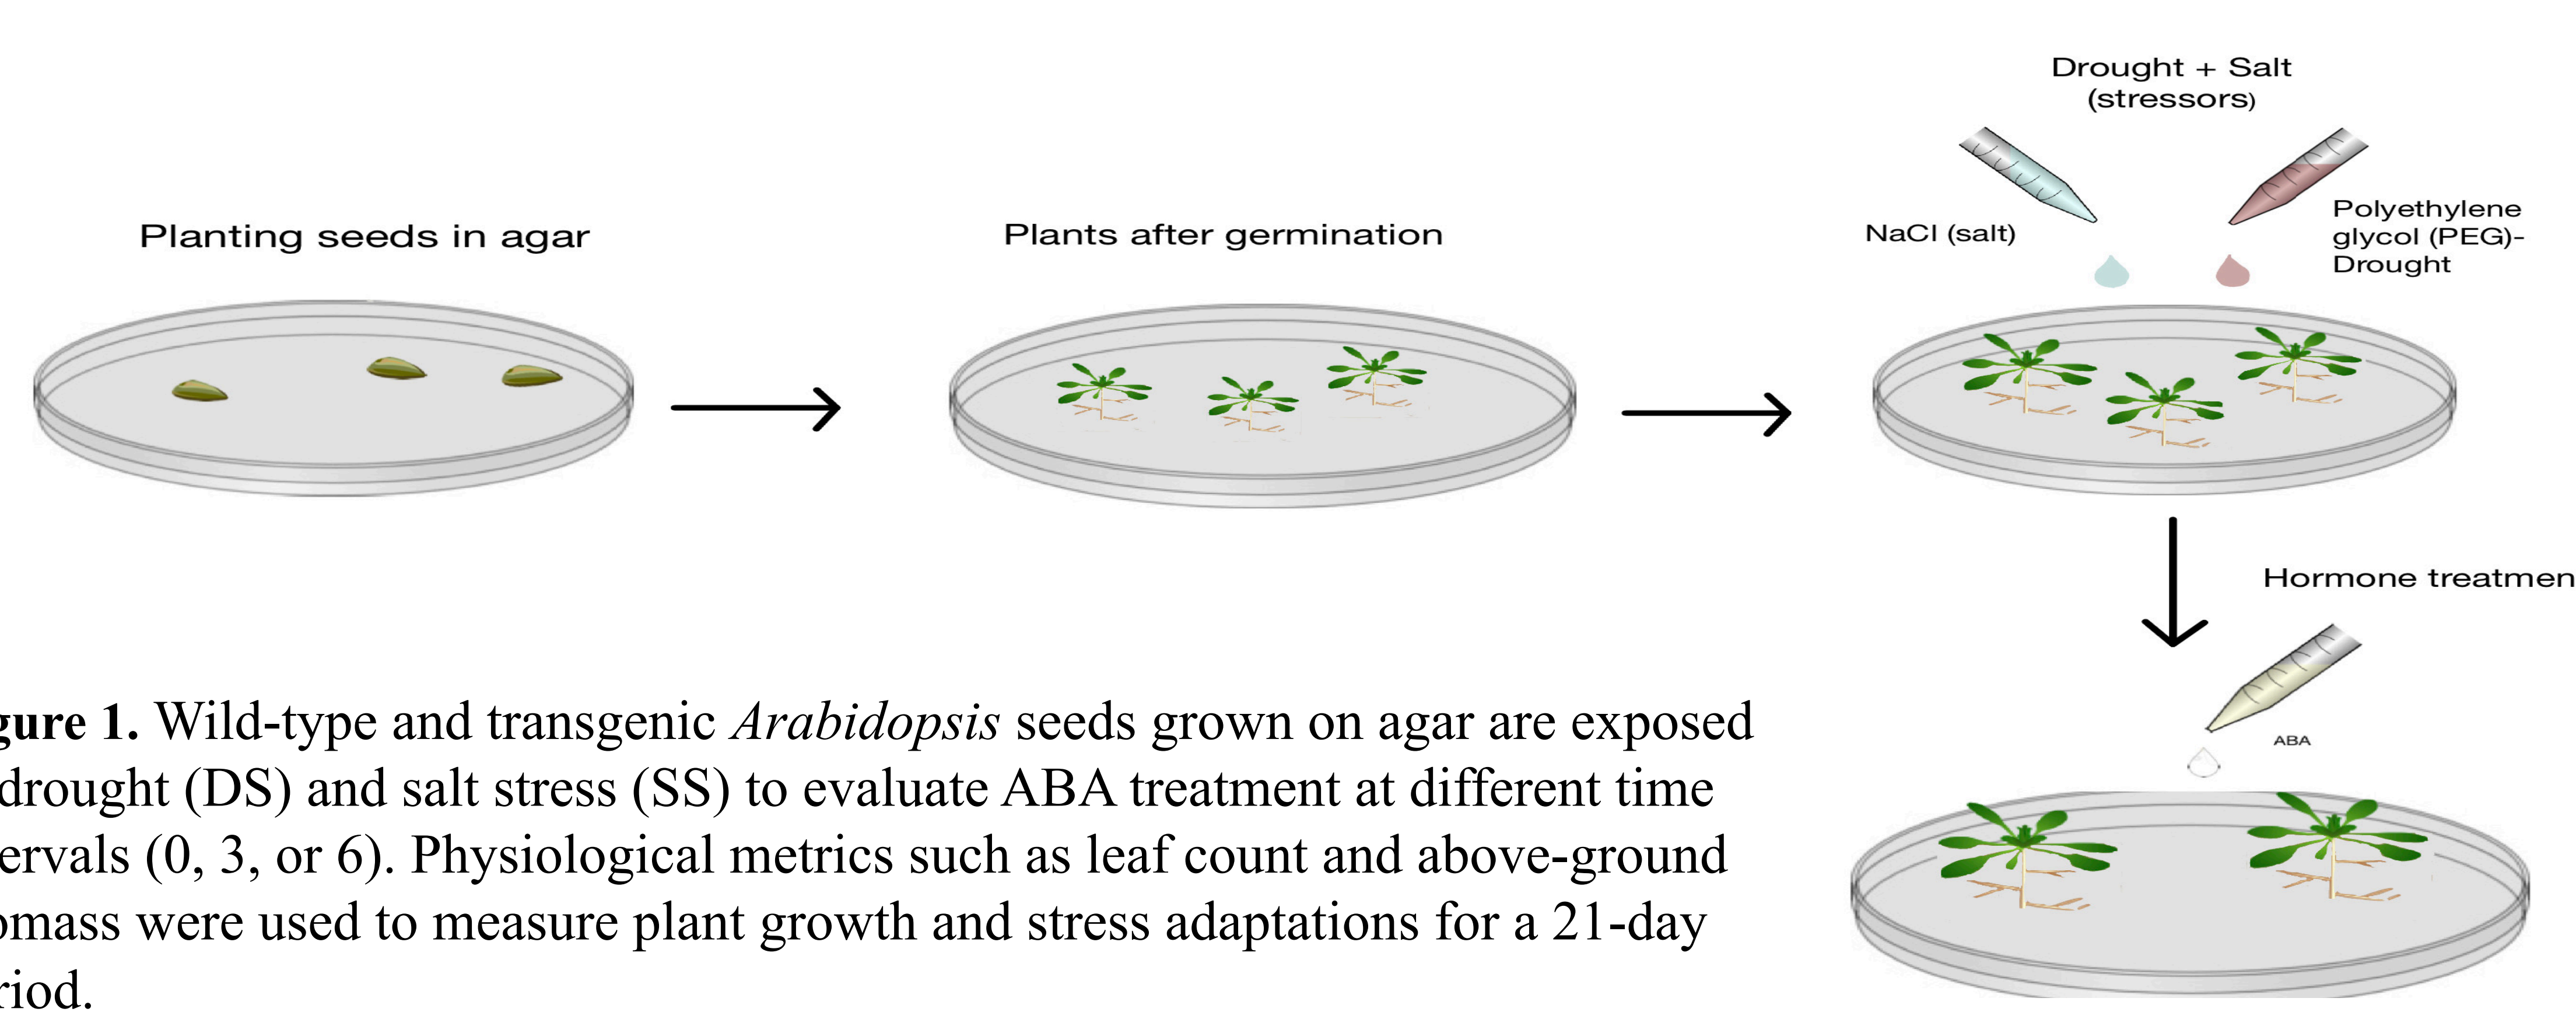 Drought + Salt
(stressors)
Planting seeds in agar
Plants after germination
NaCl (salt)
Polyethylene
glycol (PEG)-
Drought
Hormone treatmen
ABA
gure 1. Wild-type and transgenic Arabidopsis seeds grown on agar are exposed
drought (DS) and salt stress (SS) to evaluate ABA treatment at different time
ervals (0, 3, or 6). Physiological metrics such as leaf count and above-ground
omass were used to measure plant growth and stress adaptations for a 21-day
riod.